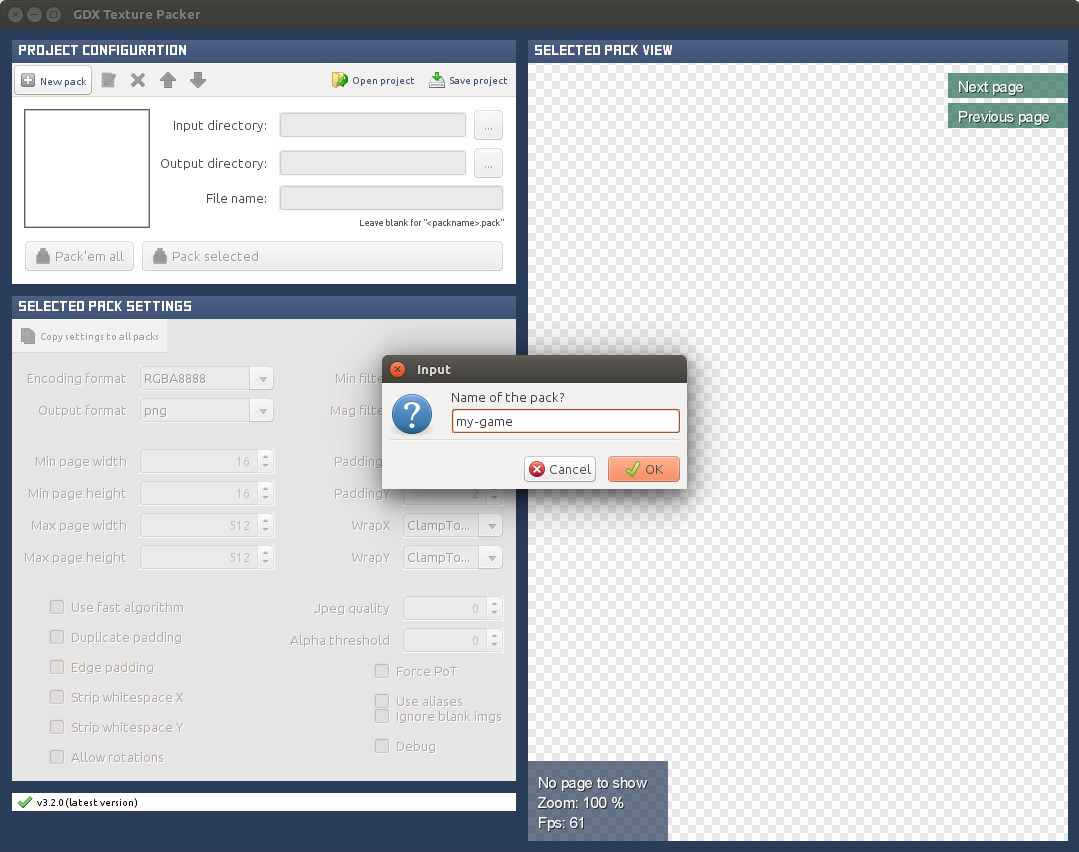 GDX Texture Packer
PROJECT CONFIGURATION
New pack
Open project
Save project
Input directory:
...
Output directory:
...
File name:
Leave blank for "<packname>.pack"
Pack'em all
Pack selected
SELECTED PACK SETTINGS
Copy settings to all packs
Encoding format
RGBA8888
Min filte
Output format
png
Mag filte
Min page width
16
Padding
Min page height
16
PaddingY
2
Max page width
512
WrapX
ClampTo...
Max page height
512
WrapY
ClampTo...
Use fast algorithm
Jpeg quality
0
Duplicate padding
Alpha threshold
0
Edge padding
Force PoT
Strip whitespace X
Use aliases
Ignore blank imgs
Strip whitespace Y
Debug
Allow rotations
v3.2.0 (latest version)
Input
Name of the pack?
my-game
Cancel
OK
SELECTED PACK VIEW
Next page
Previous page
No page to show
Zoom: 100 %
Fps: 61